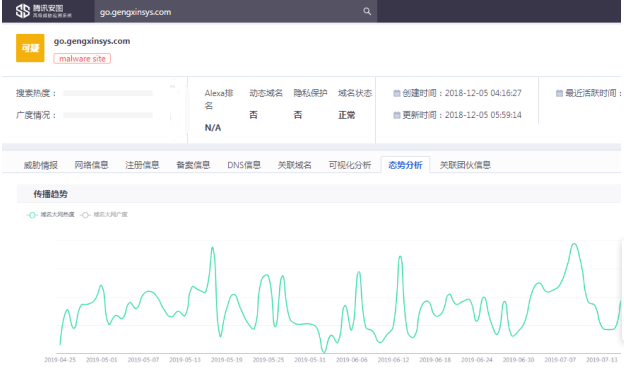 腾讯安图
高级威胁追溯系统
gengxinsys.com
可疑
go.gengxinsys.com
malware site
搜索热度：
广度情况：
Alexa排名
N/A
动态域名
否
隐私保护
否
域名状态
正常
创建时间：2018-12-05 04:16:27
更新时间：2018-12-05 05:59:14
最近活跃时间：
威胁情报 网络信息 注册信息 备案信息 DNS信息 关联域名 可视化分析 态势分析 关联团伙信息
传播趋势
域名大网热度 域名大网广度
2019-04-25 2019-05-01 2019-05-07 2019-05-13 2019-05-19 2019-05-25 2019-05-31 2019-06-06 2019-06-12 2019-06-18 2019-06-24 2019-06-30 2019-07-07 2019-07-13